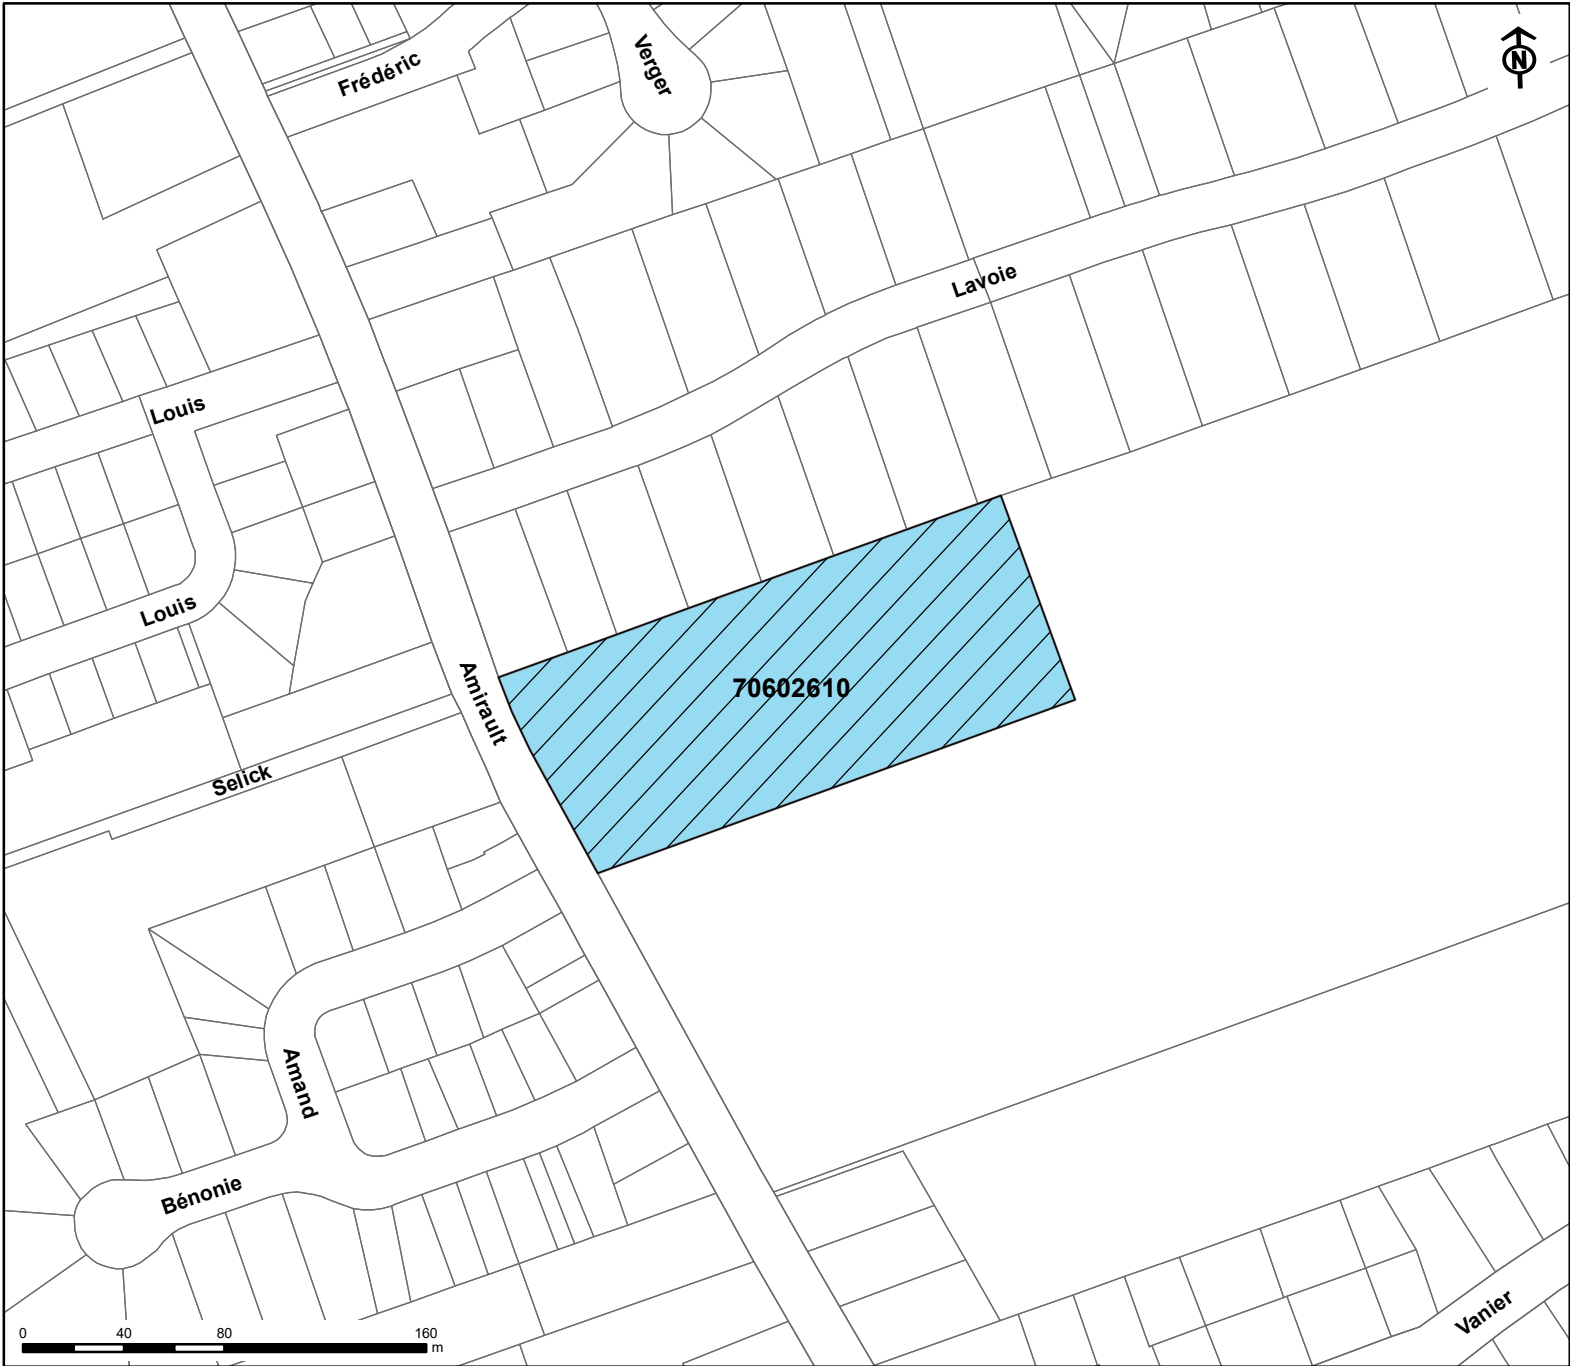 N
Verger
Frédéric
Lavoie
Louis
Louis
Amirault
70602610
Selick
Amand
Bénonie
Vanier
0 40 80 160
m